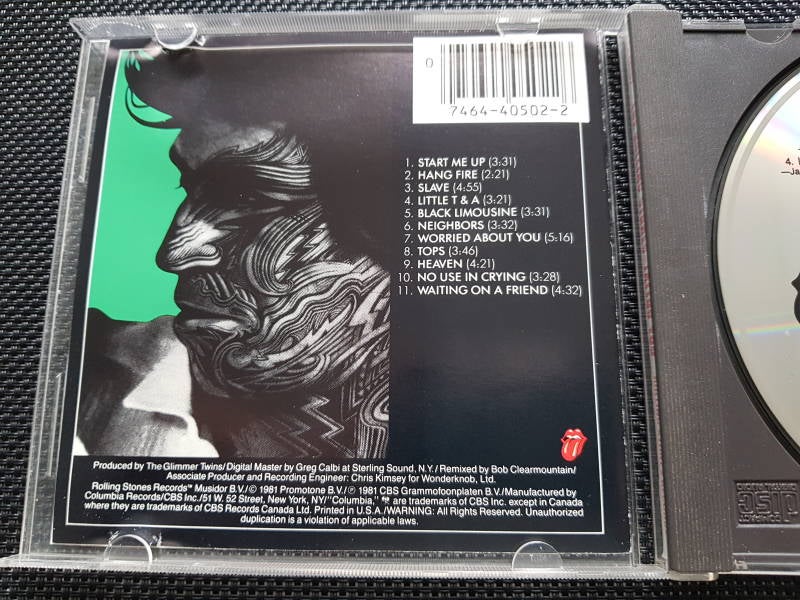 0
7464-40502-2
1. START ME UP (3:31)
2. HANG FIRE (2:21)
3. SLAVE (4:55)
4. LITTLE T & A (3:21)
5. BLACK LIMOUSINE (3:31)
6. NEIGHBORS (3:32)
7. WORRIED ABOUT YOU (5:16)
8. TOPS (3:46)
9. HEAVEN (4:21)
10. NO USE IN CRYING (3:28)
11. WAITING ON A FRIEND (4:32)
Produced by The Glimmer Twins/Digital Master by Greg Calbi at Sterling Sound, N.Y./Remixed by Bob Clearmountain/
Associate Producer and Recording Engineer: Chris Kimsey for Wonderknob, Ltd.
Rolling Stones Records™ Musidor B.V./© 1981 Promotone B.V./℗ 1981 CBS Grammofoonplaten B.V./Manufactured by
Columbia Records/CBS Inc./51 W. 52 Street, New York, NY/"Columbia," are trademarks of CBS Inc. except in Canada
where they are trademarks of CBS Records Canada Ltd. Printed in U.S.A./WARNING: All Rights Reserved. Unauthorized
duplication is a violation of applicable laws.
4.
—Ja
disc